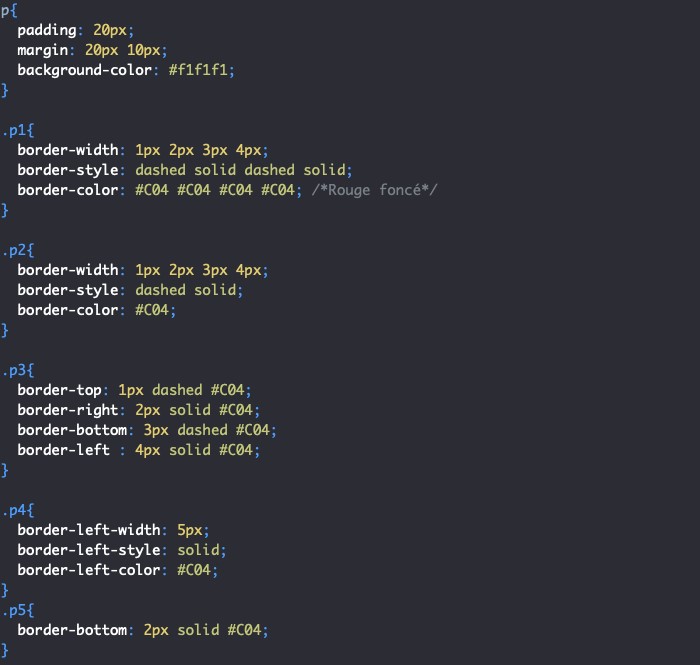 p{
  padding: 20px;
  margin: 20px 10px;
  background-color: #f1f1f1;
}

.p1{
  border-width: 1px 2px 3px 4px;
  border-style: dashed solid dashed solid;
  border-color: #C04 #C04 #C04 #C04; /*Rouge foncé*/
}

.p2{
  border-width: 1px 2px 3px 4px;
  border-style: dashed solid;
  border-color: #C04;
}

.p3{
  border-top: 1px dashed #C04;
  border-right: 2px solid #C04;
  border-bottom: 3px dashed #C04;
  border-left : 4px solid #C04;
}

.p4{
  border-left-width: 5px;
  border-left-style: solid;
  border-left-color: #C04;
}
.p5{
  border-bottom: 2px solid #C04;
}